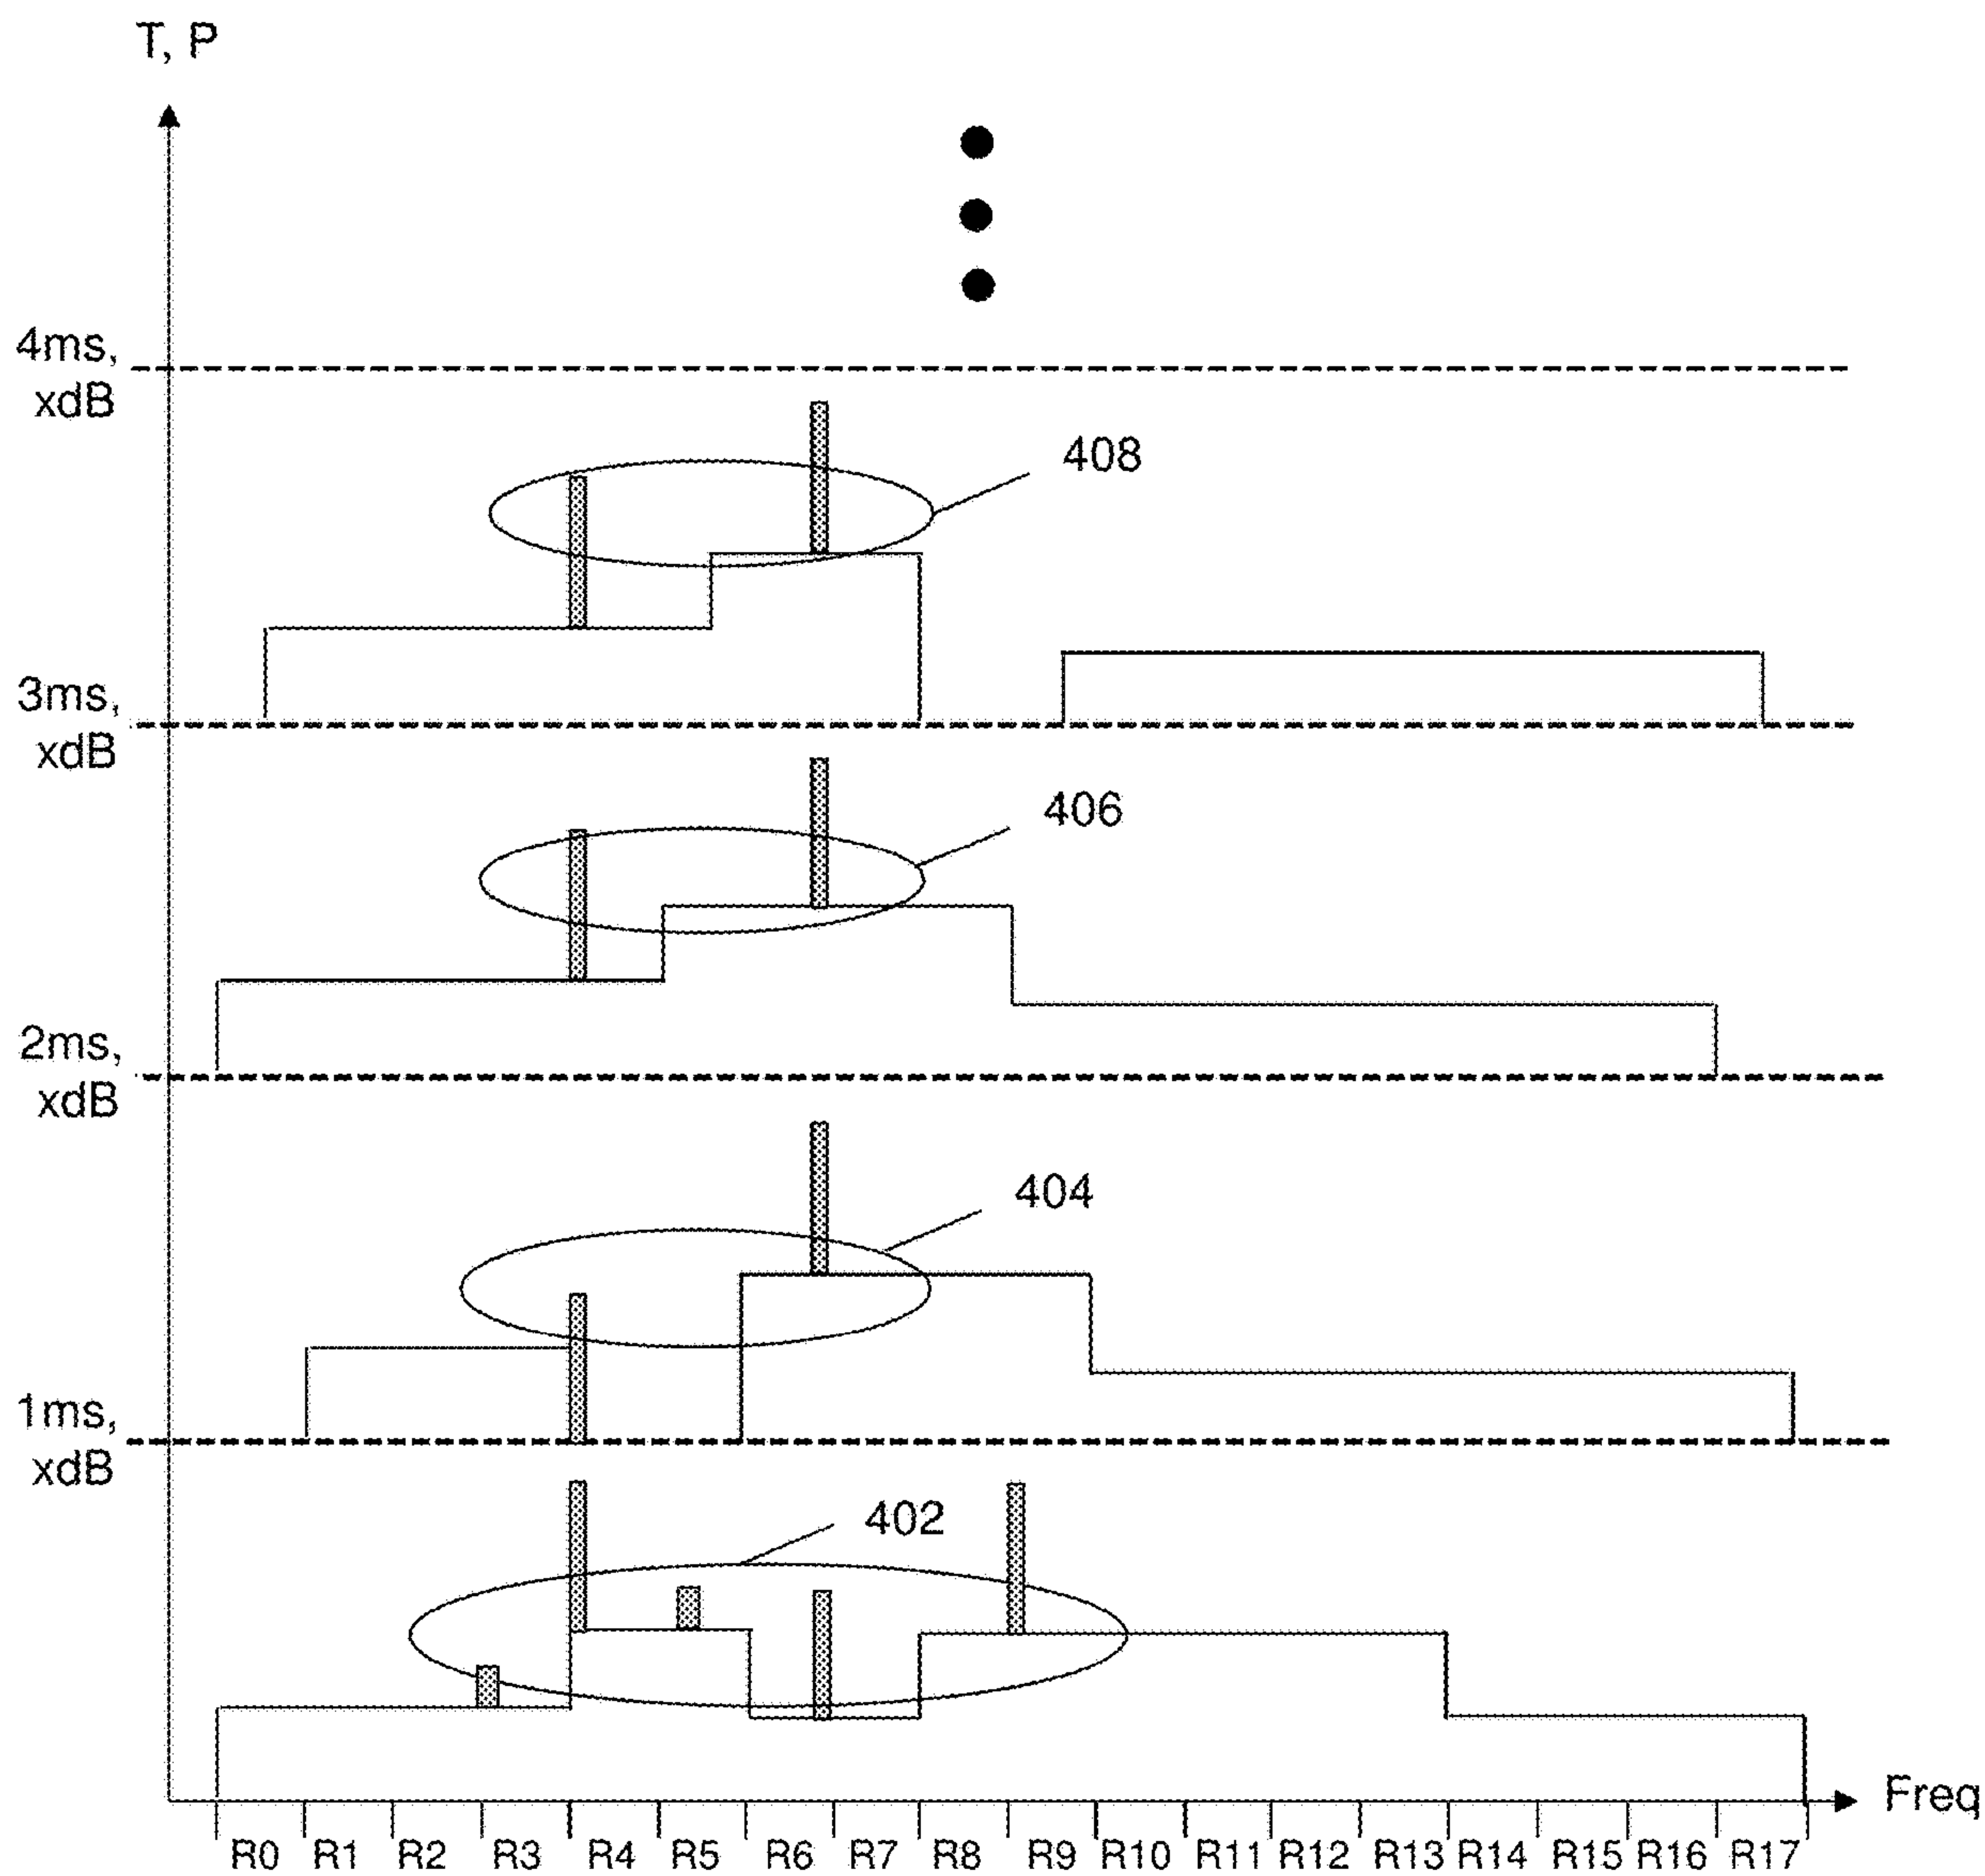 T, P
4ms,
xdB
408
3ms,
xdB
406
2ms,
xdB
404
1ms,
xdB
402
Freq
R0 R1 R2 R3 R4 R5 R6 R7 R8 R9 R10 R11 R12 R13 R14 R15 R16 R17